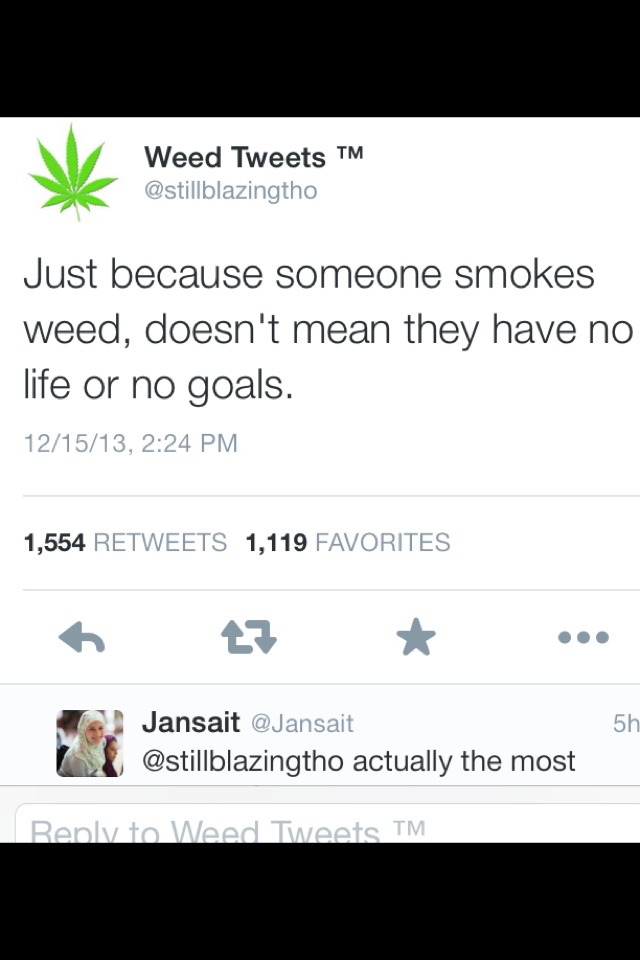 Weed Tweets ™
@stillblazingtho
Just because someone smokes
weed, doesn't mean they have no
life or no goals.
12/15/13, 2:24 PM
1,554 RETWEETS 1,119 FAVORITES
Jansait @Jansait 5h
@stillblazingtho actually the most
Reply to Weed Tweets ™